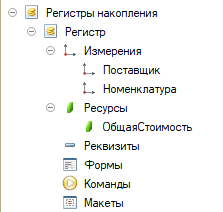 Регистры накопления
Регистр
Измерения
Поставщик
Номенклатура
Ресурсы
ОбщаяСтоимость
Реквизиты
Формы
Команды
Макеты